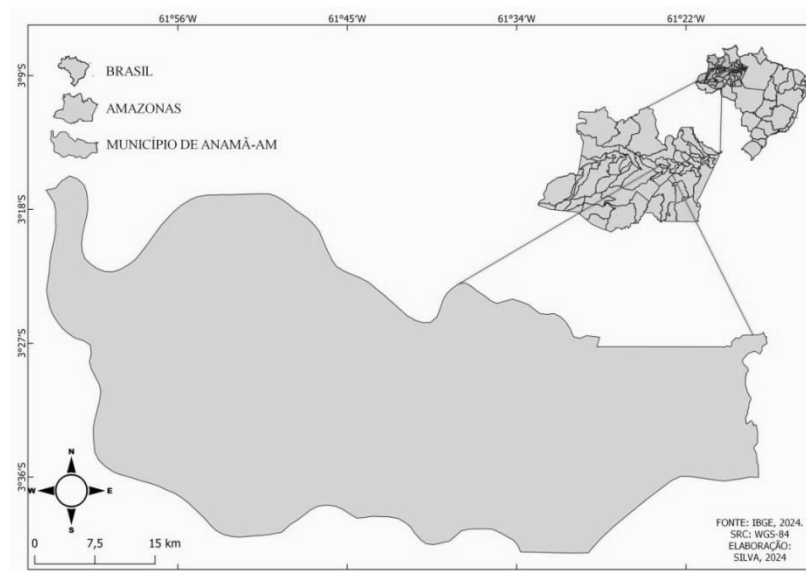 61°56'W 61°45'W 61°34'W 61°22'W
3°9'S
BRASIL
AMAZONAS
MUNICÍPIO DE ANAMÃ-AM
3°18'S
3°27'S
3°36'S
N
W E
S
0 7,5 15 km
FONTE: IBGE, 2024.
SRC: WGS-84
ELABORAÇÃO:
SILVA, 2024